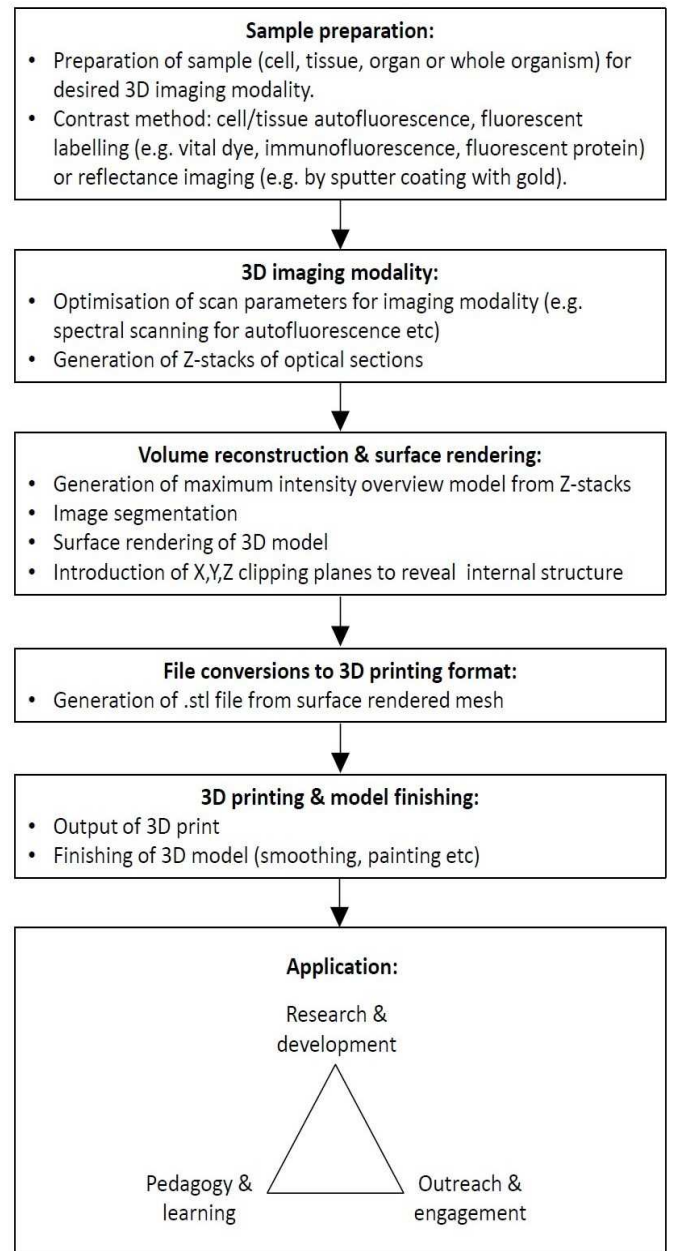 Sample preparation:
• Preparation of sample (cell, tissue, organ or whole organism) for
desired 3D imaging modality.
• Contrast method: cell/tissue autofluorescence, fluorescent
labelling (e.g. vital dye, immunofluorescence, fluorescent protein)
or reflectance imaging (e.g. by sputter coating with gold).
3D imaging modality:
• Optimisation of scan parameters for imaging modality (e.g.
spectral scanning for autofluorescence etc)
• Generation of Z-stacks of optical sections
Volume reconstruction & surface rendering:
• Generation of maximum intensity overview model from Z-stacks
• Image segmentation
• Surface rendering of 3D model
• Introduction of X,Y,Z clipping planes to reveal internal structure
File conversions to 3D printing format:
• Generation of .stl file from surface rendered mesh
3D printing & model finishing:
• Output of 3D print
• Finishing of 3D model (smoothing, painting etc)
Application:
Research &
development
Pedagogy &
learning
Outreach &
engagement